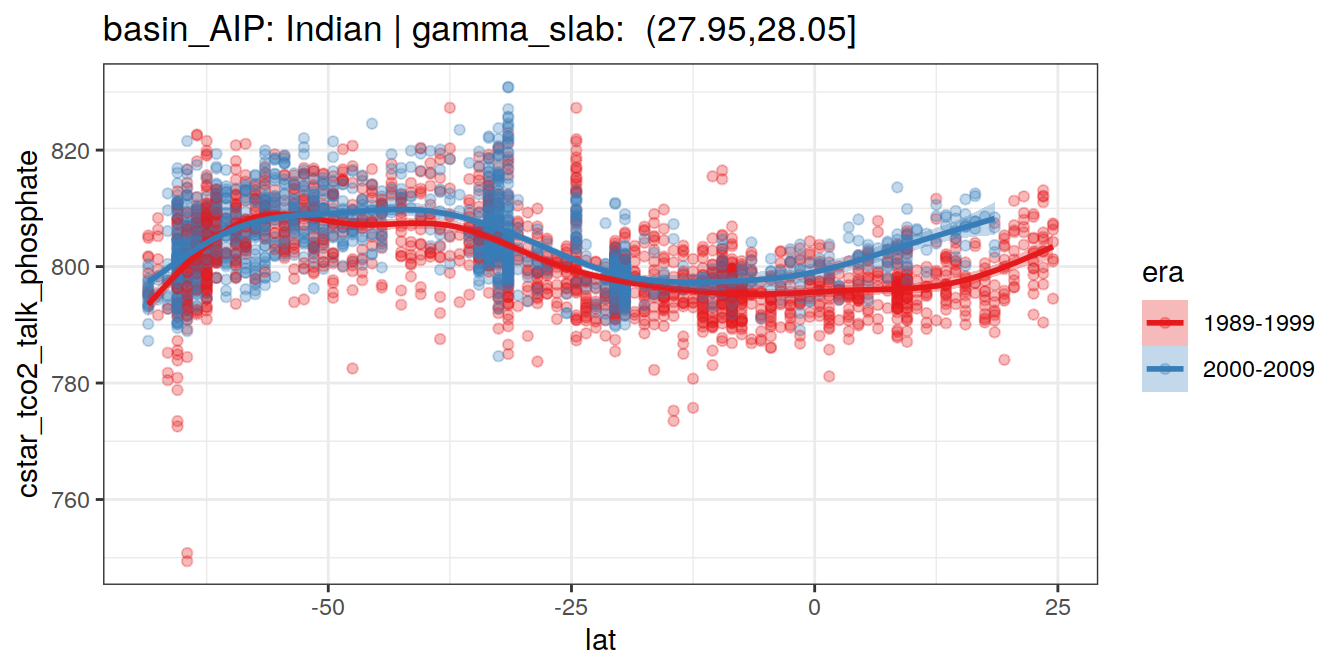 basin_AIP: Indian | gamma_slab:  (27.95,28.05]
cstar_tco2_talk_phosphate
820
800
780
760
-50
-25
0
25
lat
era
1989-1999
2000-2009